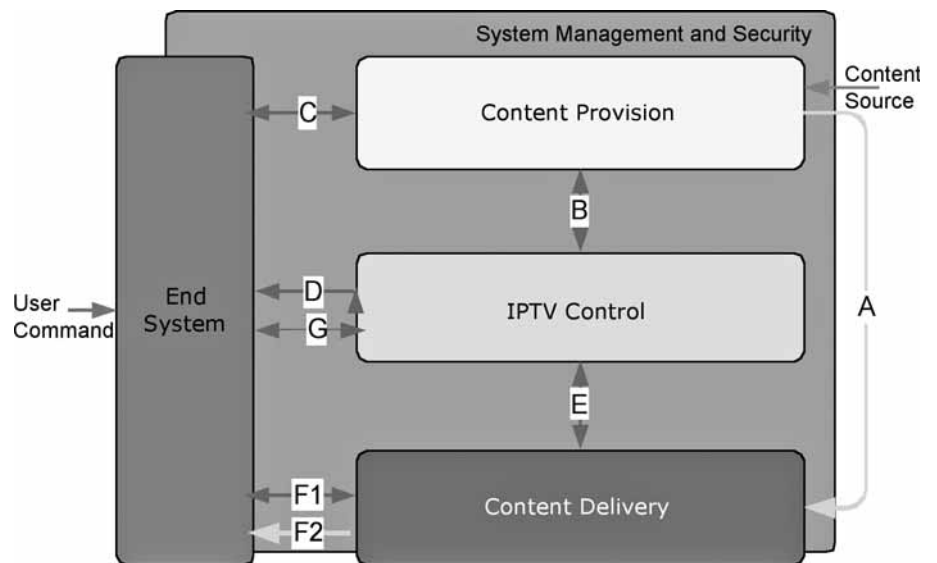 System Management and Security
Content Provision
Content
Source
C
B
A
User
Command
End
System
D
G
IPTV Control
E
F1
F2
Content Delivery